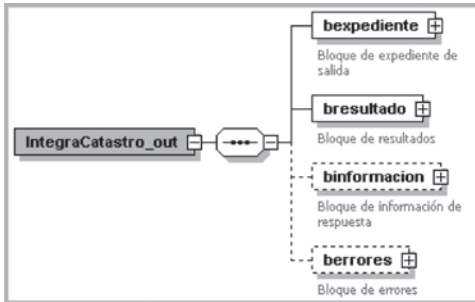 bexpediente
Bloque de expediente de
salida
IntegraCatastro_out
bresultado
Bloque de resultados
binformacion
Bloque de información de
respuesta
berrores
Bloque de errores